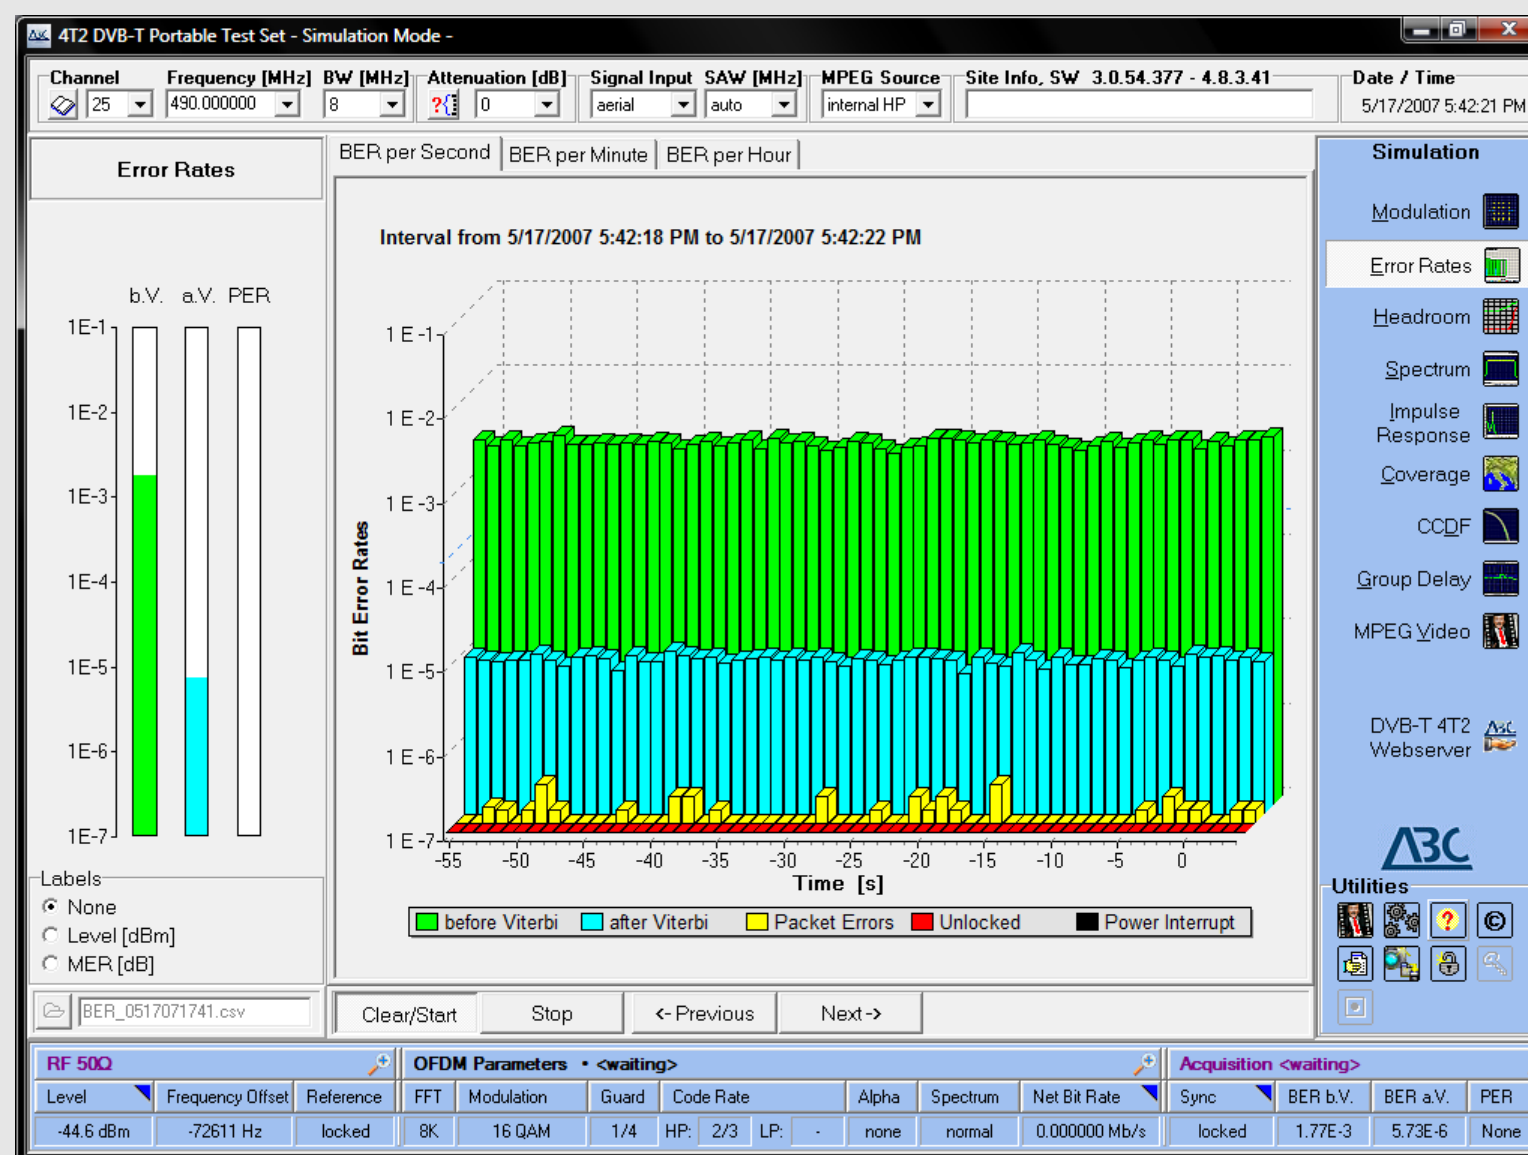 4T2 DVB-T Portable Test Set - Simulation Mode -
Channel Frequency [MHz] BW [MHz] Attenuation [dB] Signal Input SAW [MHz] MPEG Source Site Info, SW 3.0.54.377 - 4.8.3.41 Date / Time
25 490.000000 8 ?{ 0 aerial auto internal HP 5/17/2007 5:42:21 PM
Error Rates
b.V. a.V. PER
1E-1
1E-2
1E-3
1E-4
1E-5
1E-6
1E-7
Labels
None
Level [dBm]
MER [dB]
BER_0517071741.csv
BER per Second BER per Minute BER per Hour
Interval from 5/17/2007 5:42:18 PM to 5/17/2007 5:42:22 PM
Bit Error Rates
1 E -1
1 E -2
1 E -3
1 E -4
1 E -5
1 E -6
1 E -7
-55 -50 -45 -40 -35 -30 -25 -20 -15 -10 -5 0
Time [s]
before Viterbi after Viterbi Packet Errors Unlocked Power Interrupt
Clear/Start Stop <- Previous Next ->
Simulation
Modulation
Error Rates
Headroom
Spectrum
Impulse
Response
Coverage
CCDF
Group Delay
MPEG Video
DVB-T 4T2
Webserver
ABC
ABC
Utilities
? ©
RF 50Ω OFDM Parameters • <waiting> Acquisition <waiting>
Level Frequency Offset Reference FFT Modulation Guard Code Rate Alpha Spectrum Net Bit Rate Sync BER b.V. BER a.V. PER
-44.6 dBm -72611 Hz locked 8K 16 QAM 1/4 HP: 2/3 LP: - none normal 0.000000 Mb/s locked 1.77E-3 5.73E-6 None